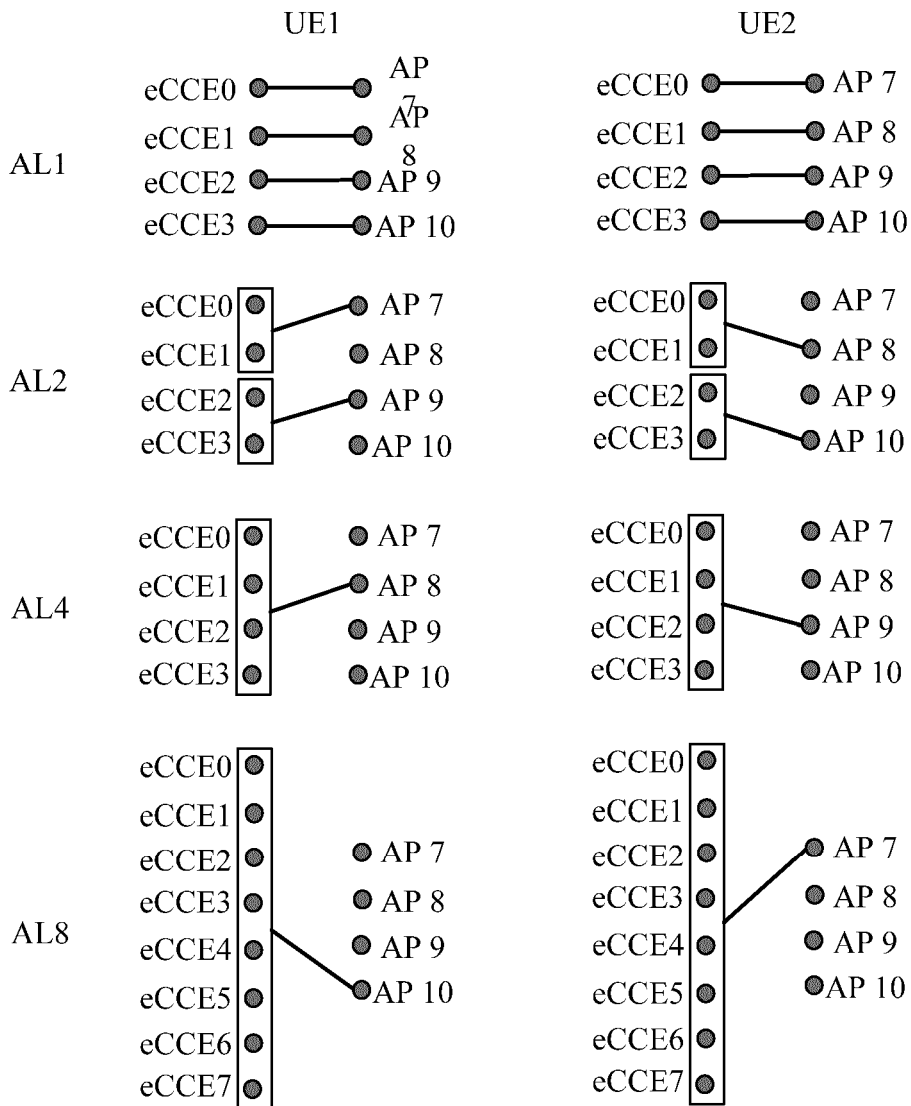 UE1 UE2
AL1
eCCE0 AP 7
eCCE1 AP 8
eCCE2 AP 9
eCCE3 AP 10
eCCE0 AP 7
eCCE1 AP 8
eCCE2 AP 9
eCCE3 AP 10
AL2
eCCE0 AP 7
eCCE1 AP 8
eCCE2 AP 9
eCCE3 AP 10
eCCE0 AP 7
eCCE1 AP 8
eCCE2 AP 9
eCCE3 AP 10
AL4
eCCE0 AP 7
eCCE1 AP 8
eCCE2 AP 9
eCCE3 AP 10
eCCE0 AP 7
eCCE1 AP 8
eCCE2 AP 9
eCCE3 AP 10
AL8
eCCE0
eCCE1
eCCE2 AP 7
eCCE3 AP 8
eCCE4 AP 9
eCCE5 AP 10
eCCE6
eCCE7
eCCE0
eCCE1
eCCE2 AP 7
eCCE3 AP 8
eCCE4 AP 9
eCCE5 AP 10
eCCE6
eCCE7